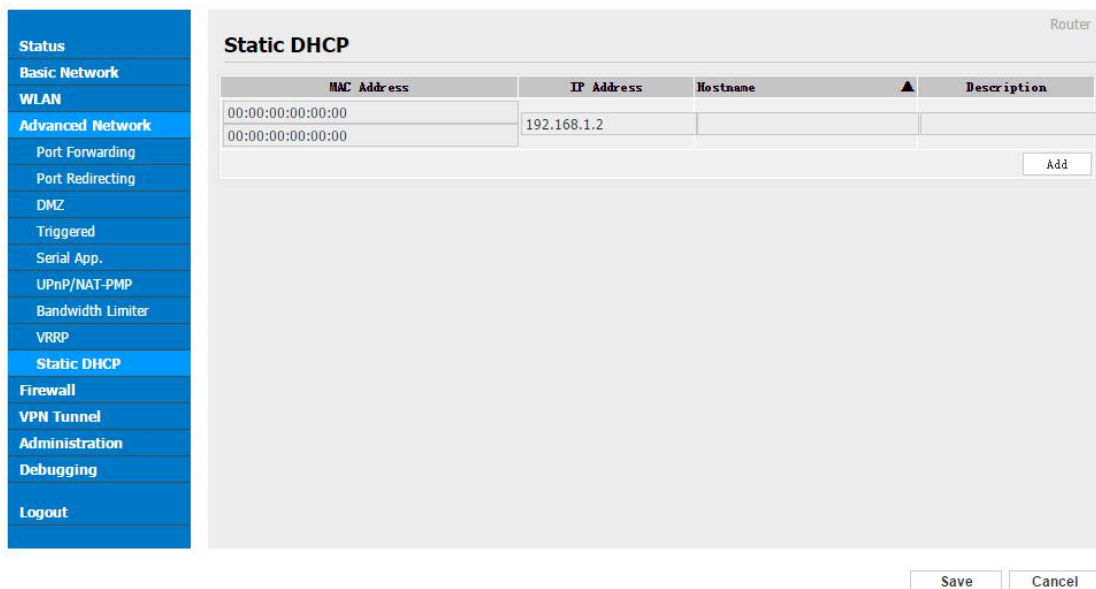 Router
Status
Basic Network
WLAN
Advanced Network
Port Forwarding
Port Redirecting
DMZ
Triggered
Serial App.
UPnP/NAT-PMP
Bandwidth Limiter
VRRP
Static DHCP
Firewall
VPN Tunnel
Administration
Debugging
Logout
Static DHCP
MAC Address IP Address Hostname ▲ Description
00:00:00:00:00:00
00:00:00:00:00:00
192.168.1.2
Add
Save Cancel